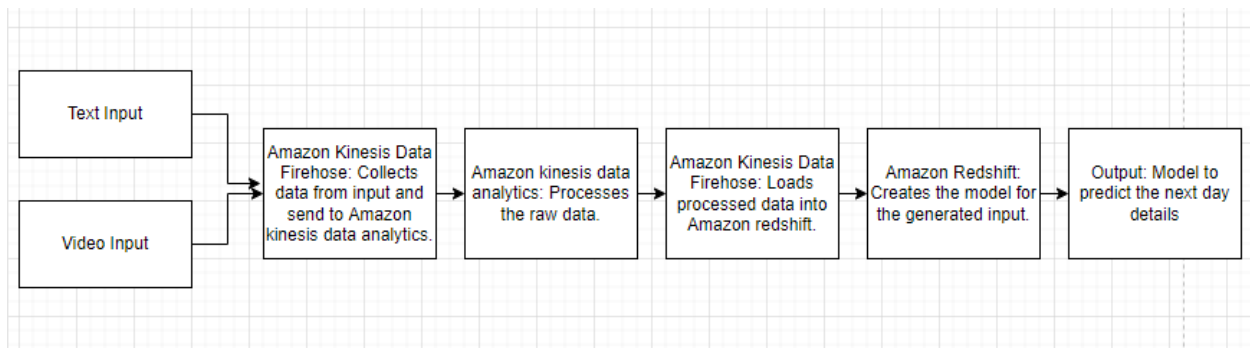 Text Input
Video Input
Amazon Kinesis Data
Firehose: Collects
data from input and
send to Amazon
kinesis data analytics.
Amazon kinesis data
analytics: Processes
the raw data.
Amazon Kinesis Data
Firehose: Loads
processed data into
Amazon redshift.
Amazon Redshift:
Creates the model for
the generated input.
Output: Model to
predict the next day
details